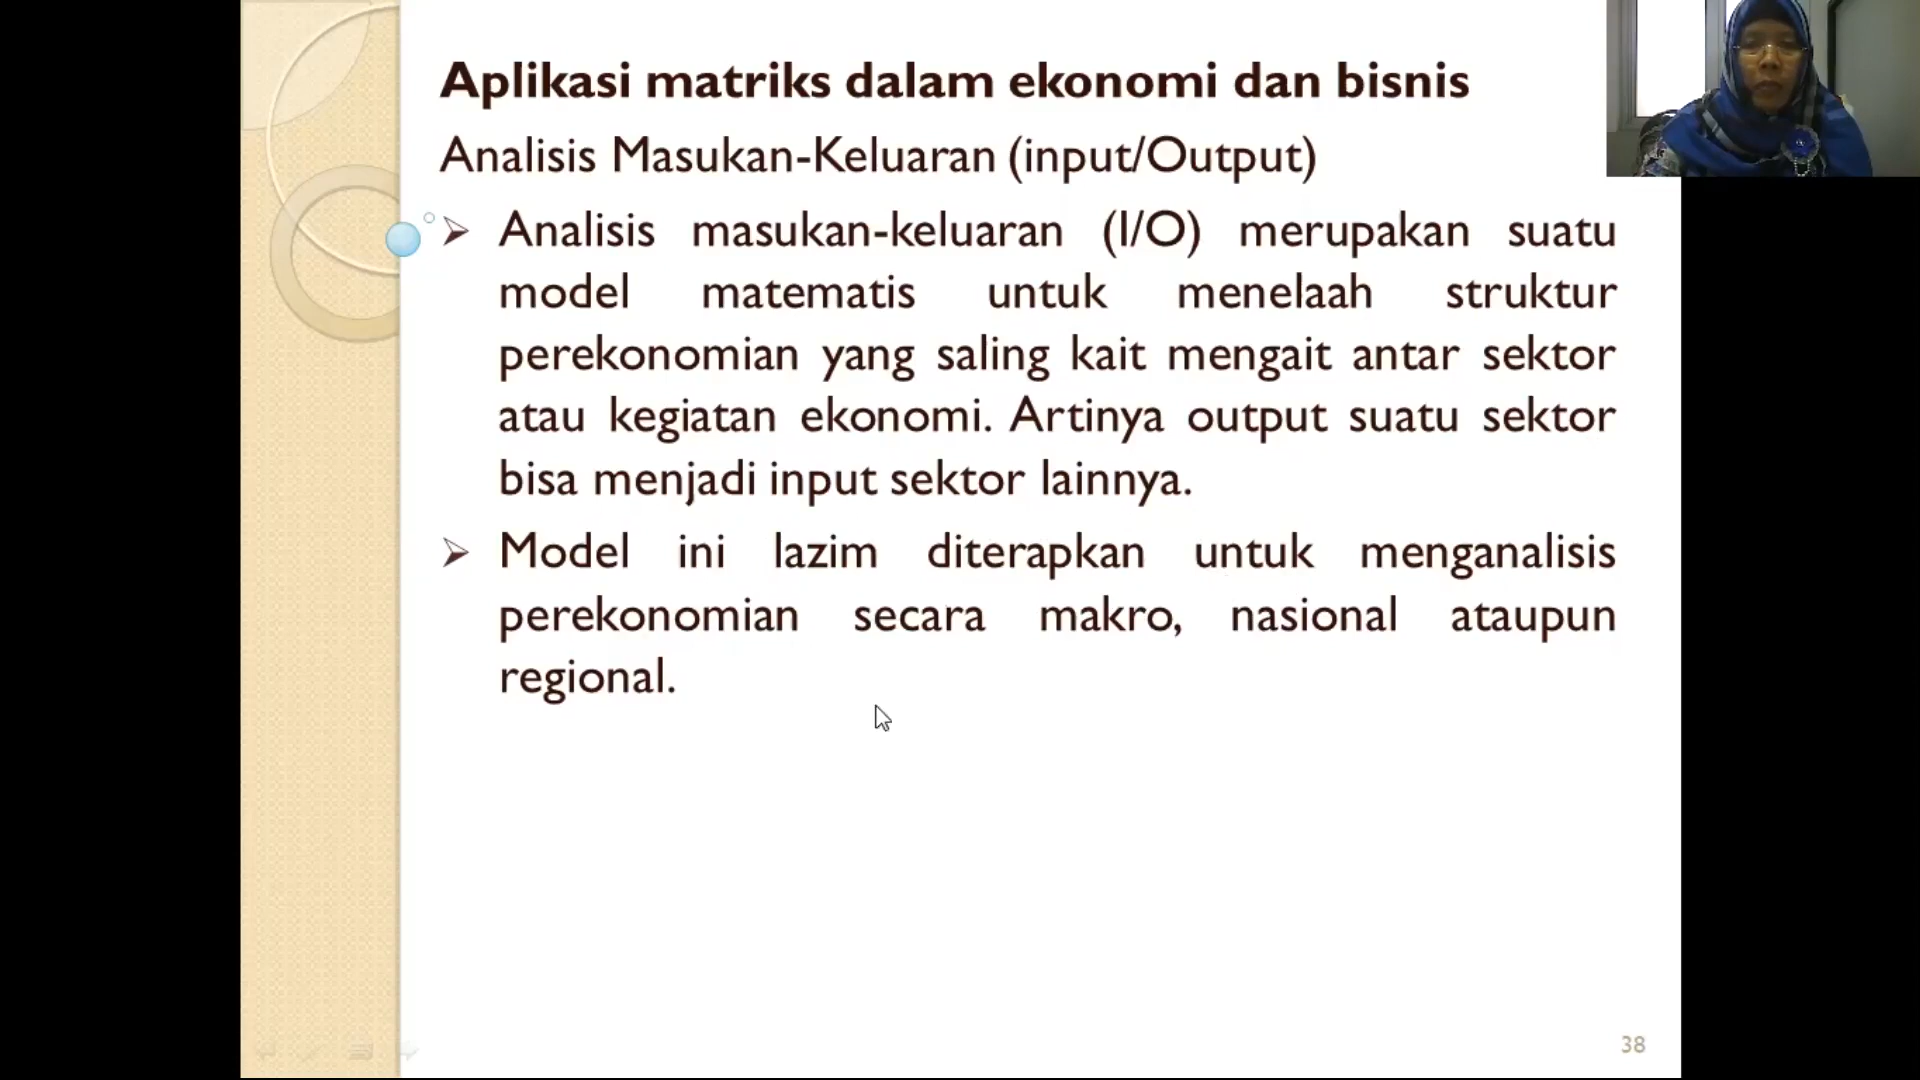 Aplikasi matriks dalam ekonomi dan bisnis
Analisis Masukan-Keluaran (input/Output)
Analisis masukan-keluaran (I/O) merupakan suatu
model matematis untuk menelaah struktur
perekonomian yang saling kait mengait antar sektor
atau kegiatan ekonomi. Artinya output suatu sektor
bisa menjadi input sektor lainnya.
Model ini lazim diterapkan untuk menganalisis
perekonomian secara makro, nasional ataupun
regional.
38